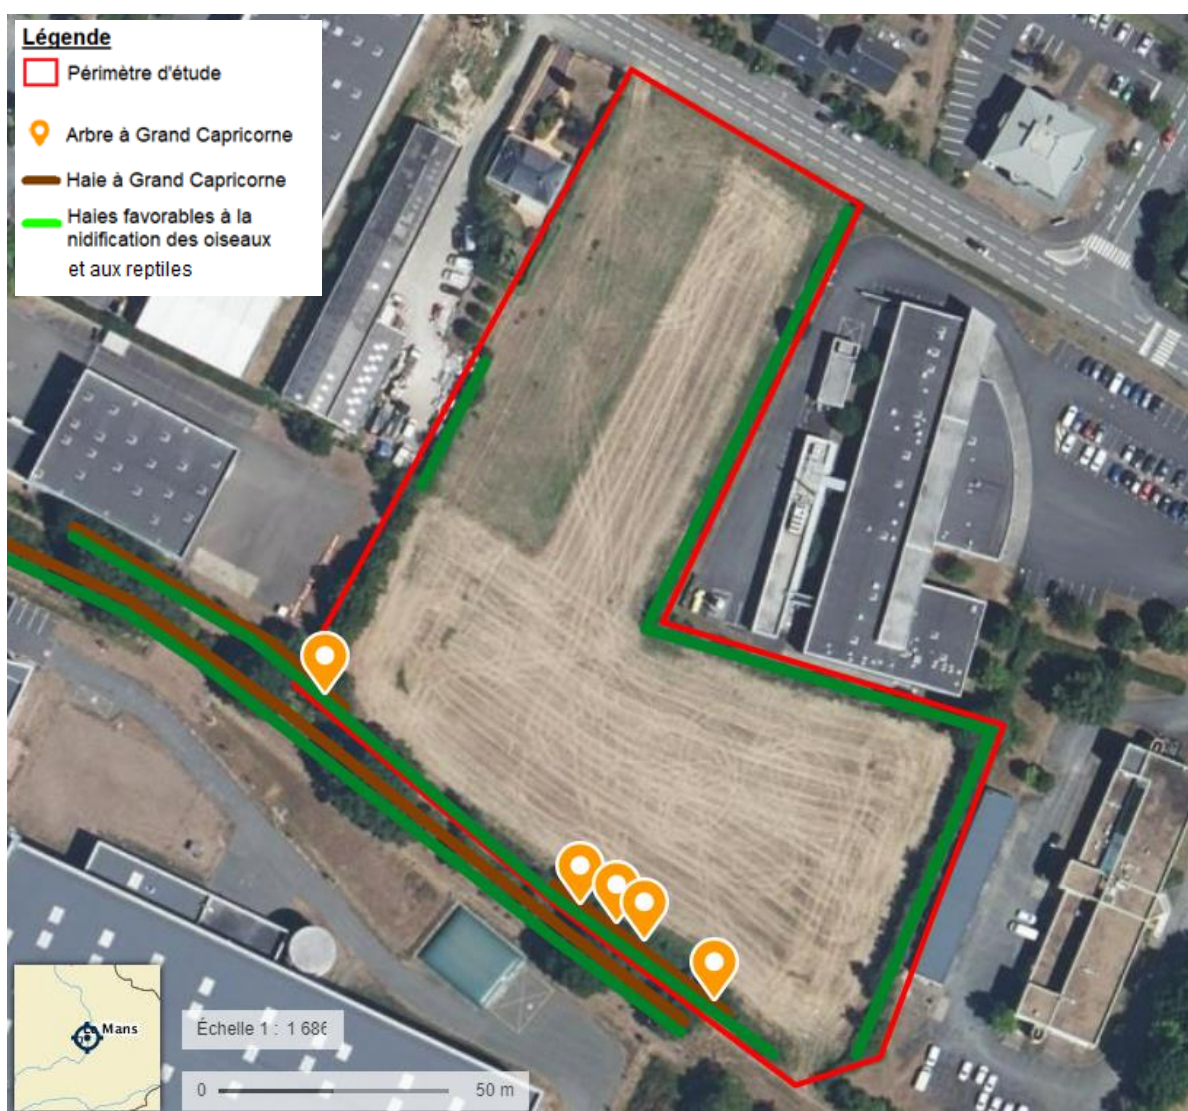 Légende
Périmètre d'étude
Arbre à Grand Capricorne
Haie à Grand Capricorne
Haies favorables à la
nidification des oiseaux
et aux reptiles
Mans
Échelle 1 : 1 686
0 50 m